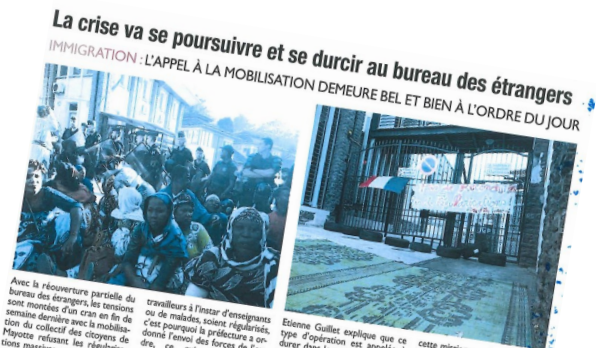 La crise va se poursuivre et se durcir au bureau des étrangers
IMMIGRATION : L'APPEL À LA MOBILISATION DEMEURE BEL ET BIEN À L'ORDRE DU JOUR
Avec la réouverture partielle du
bureau des étrangers, les tensions
sont montées d'un cran en fin de
semaine dernière avec la mobilisa-
tion du collectif des citoyens de
Mayotte refusant les
travailleurs à l'instar d'enseignants
ou de malades, soient régularisés,
c'est pourquoi la préfecture a or-
donné l'envoi des forces de
Etienne Guillet explique que ce
type d'opération est
durer dans
cette